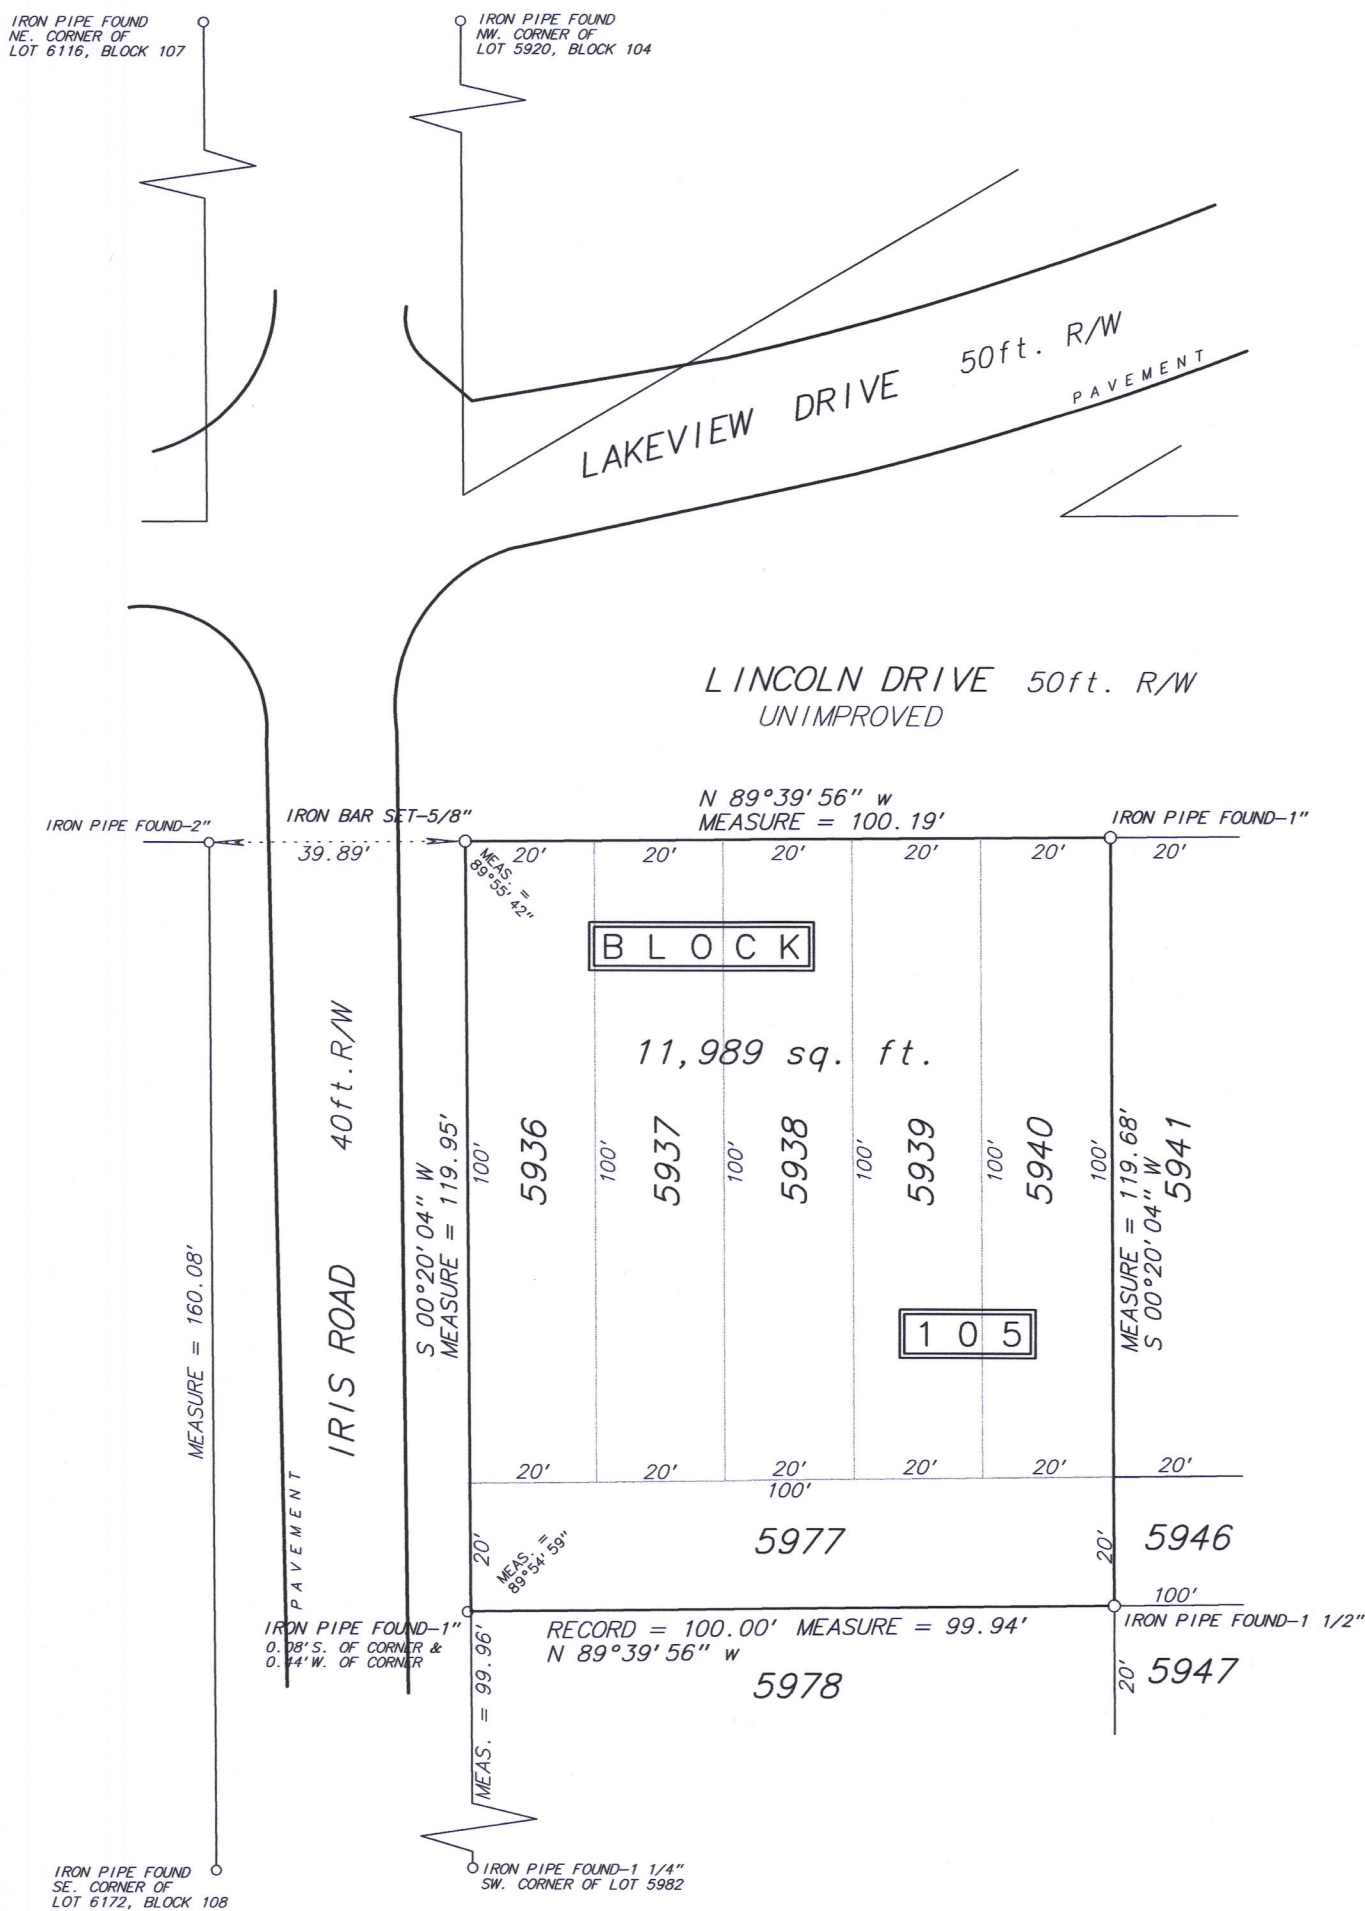 IRON PIPE FOUND
NE. CORNER OF
LOT 6116, BLOCK 107
IRON PIPE FOUND
NW. CORNER OF
LOT 5920, BLOCK 104
LAKEVIEW DRIVE 50ft. R/W
PAVEMENT
LINCOLN DRIVE 50ft. R/W
UNIMPROVED
N 89°39'56" w
MEASURE = 100.19'
IRON PIPE FOUND-2"
IRON BAR SET-5/8"
IRON PIPE FOUND-1"
39.89'
20' 20' 20' 20' 20' 20'
MEAS. =
89°55'42"
BLOCK
11,989 sq. ft.
MEASURE = 160.08'
IRIS ROAD 40ft.R/W
PAVEMENT
S 00°20'04" W
MEASURE = 119.95'
100' 5936
100' 5937
100' 5938
100' 5939
100' 5940
100'
MEASURE = 119.68'
S 00°20'04" W
5941
105
20' 20' 20' 20' 20' 20'
100'
20'
MEAS. =
89°54'59"
5977
20'
5946
100'
IRON PIPE FOUND-1"
0.08'S. OF CORNER &
0.44'W. OF CORNER
RECORD = 100.00' MEASURE = 99.94'
N 89°39'56" w
IRON PIPE FOUND-1 1/2"
5978
20'
5947
MEAS. = 99.96'
IRON PIPE FOUND
SE. CORNER OF
LOT 6172, BLOCK 108
IRON PIPE FOUND-1 1/4"
SW. CORNER OF LOT 5982